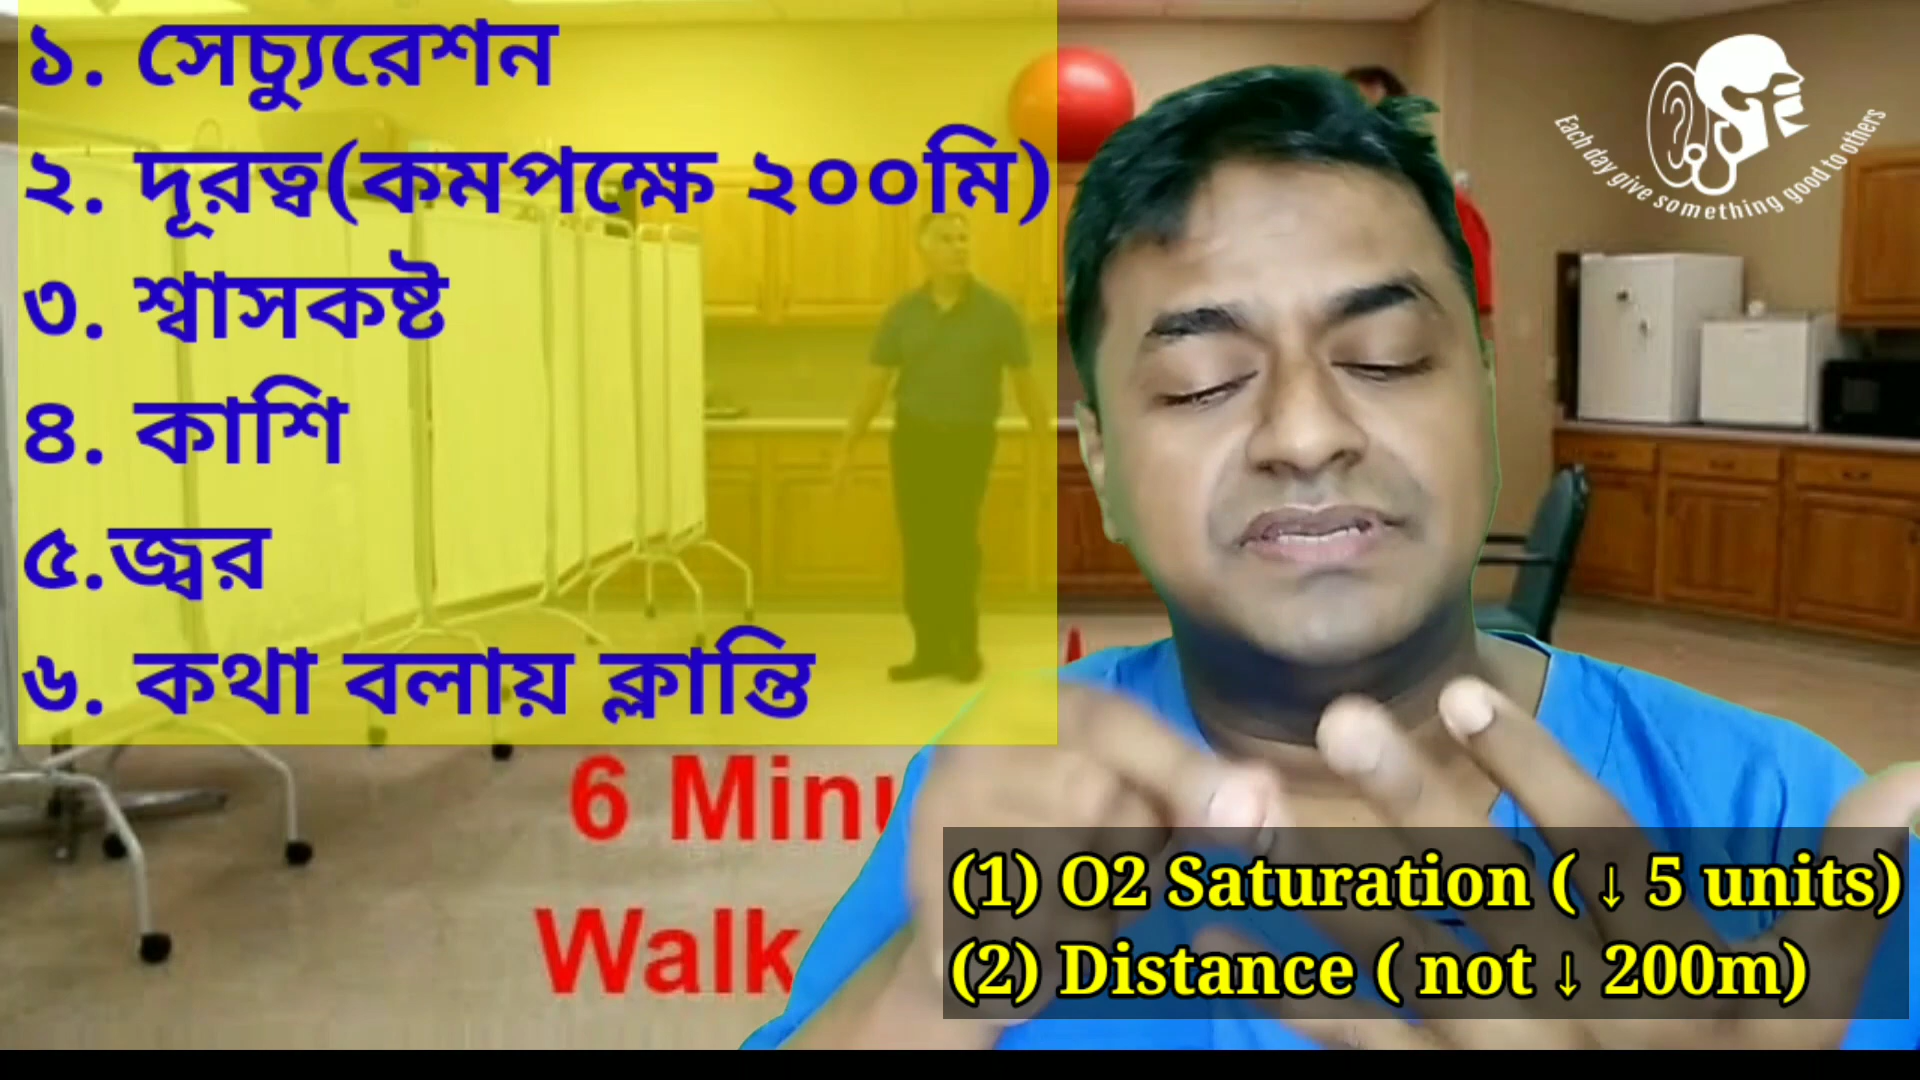 ১. সেচ্যুরেশন
২. দূরত্ব(কমপক্ষে ২০০মি)
৩. শ্বাসকষ্ট
৪. কাশি
৫.জ্বর
৬. কথা বলায় ক্লান্তি
Each day give something good to others
6 Minu
Walk
(1) O2 Saturation ( ↓ 5 units)
(2) Distance ( not ↓ 200m)